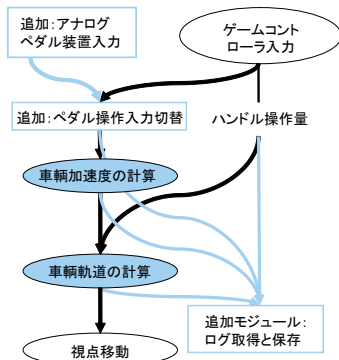 追加:アナログ
ペダル装置入力
ゲームコント
ローラ入力
追加:ペダル操作入力切替
ハンドル操作量
車輌加速度の計算
車輌軌道の計算
追加モジュール:
ログ取得と保存
視点移動